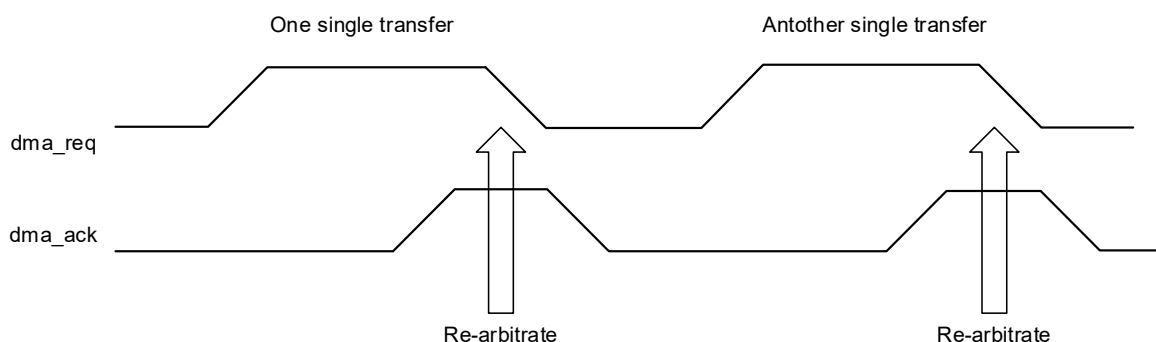 One single transfer
Antother single transfer
dma_req
dma_ack
Re-arbitrate
Re-arbitrate